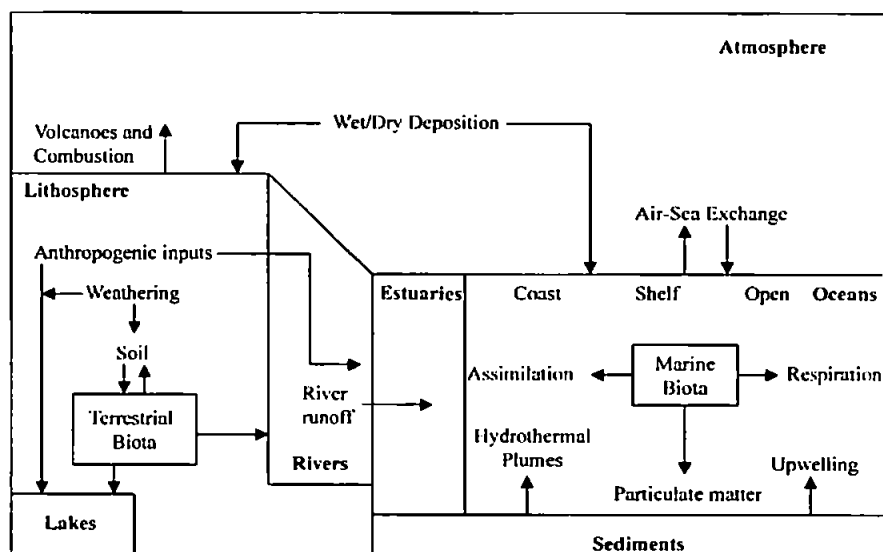 Atmosphere
Volcanoes and
Combustion
Wet/Dry Deposition
Lithosphere
Air-Sea Exchange
Anthropogenic inputs
Weathering
Estuaries
Coast
Shelf
Open
Oceans
Soil
Assimilation
Marine
Biota
Respiration
River
runoff
Terrestrial
Biota
Hydrothermal
Plumes
Rivers
Upwelling
Particulate matter
Lakes
Sediments